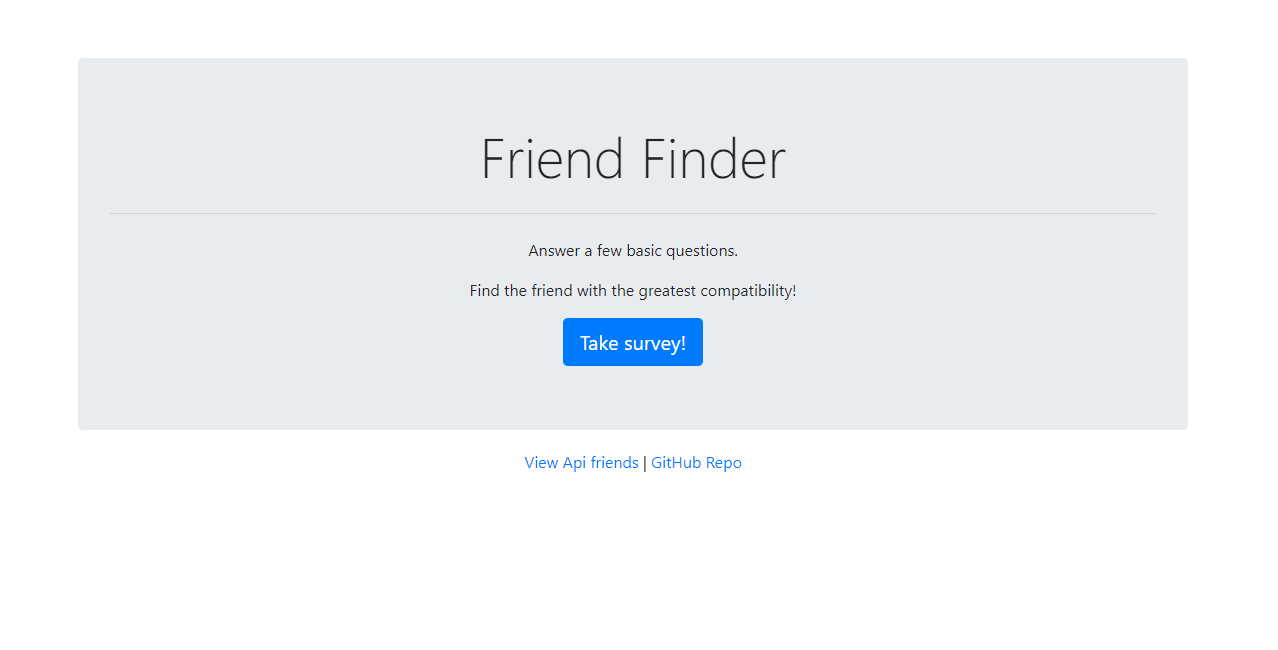 Friend Finder
Answer a few basic questions.
Find the friend with the greatest compatibility!
Take survey!
View Api friends | GitHub Repo